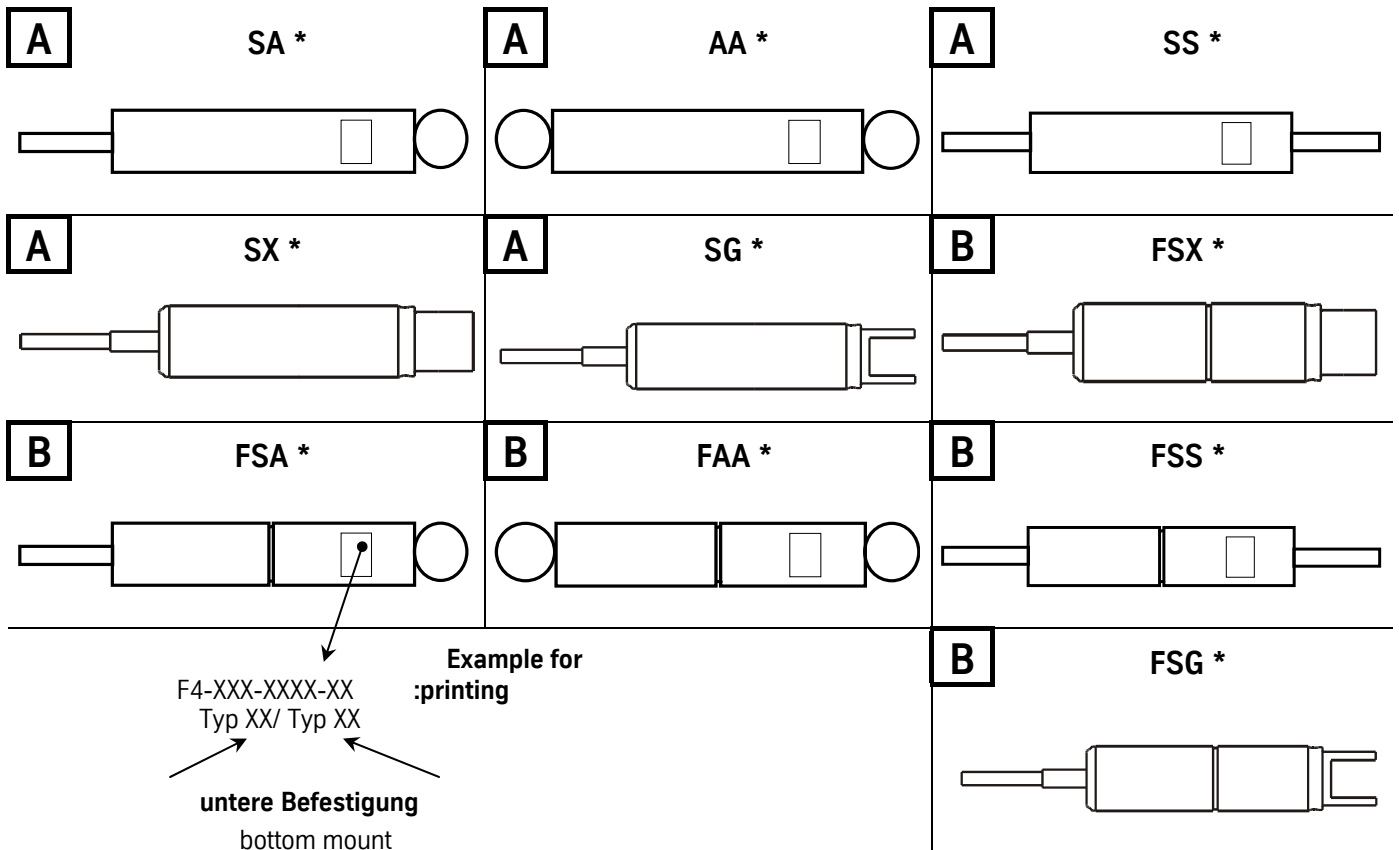 A
SA *
A
AA *
A
SS *
A
SX *
A
SG *
B
FSX *
B
FSA *
B
FAA *
B
FSS *
Example for
:printing
F4-XXX-XXXX-XX
Typ XX/ Typ XX
untere Befestigung
bottom mount
B
FSG *